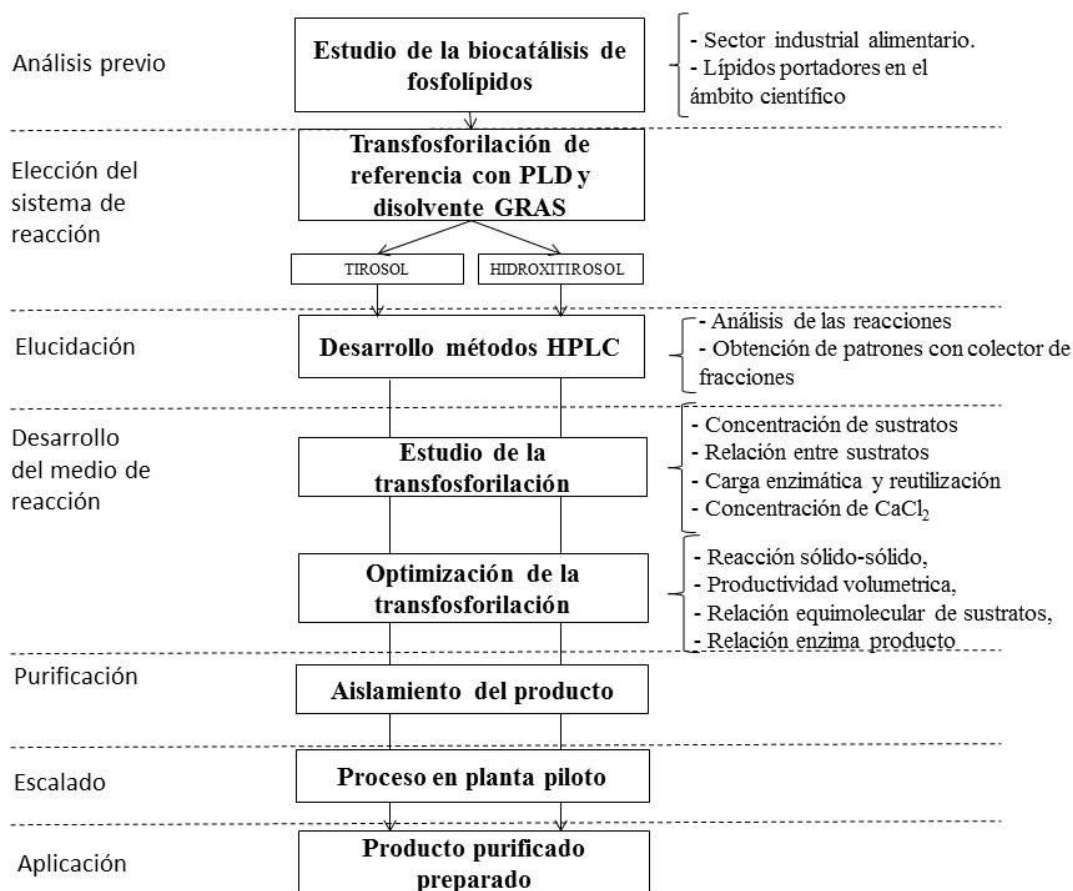 Análisis previo
Estudio de la biocatálisis de
fosfolípidos
- Sector industrial alimentario.
- Lípidos portadores en el
ámbito científico
Elección del
sistema de
reacción
Transfosforilación de
referencia con PLD y
disolvente GRAS
TIROSOL
HIDROXITIROSOL
Elucidación
Desarrollo métodos HPLC
- Análisis de las reacciones
- Obtención de patrones con colector de
fracciones
Desarrollo
del medio de
reacción
Estudio de la
transfosforilación
- Concentración de sustratos
- Relación entre sustratos
- Carga enzimática y reutilización
- Concentración de CaCl₂
Optimización de la
transfosforilación
- Reacción sólido-sólido,
- Productividad volumetrica,
- Relación equimolecular de sustratos,
- Relación enzima producto
Purificación
Aislamiento del producto
Escalado
Proceso en planta piloto
Aplicación
Producto purificado
preparado